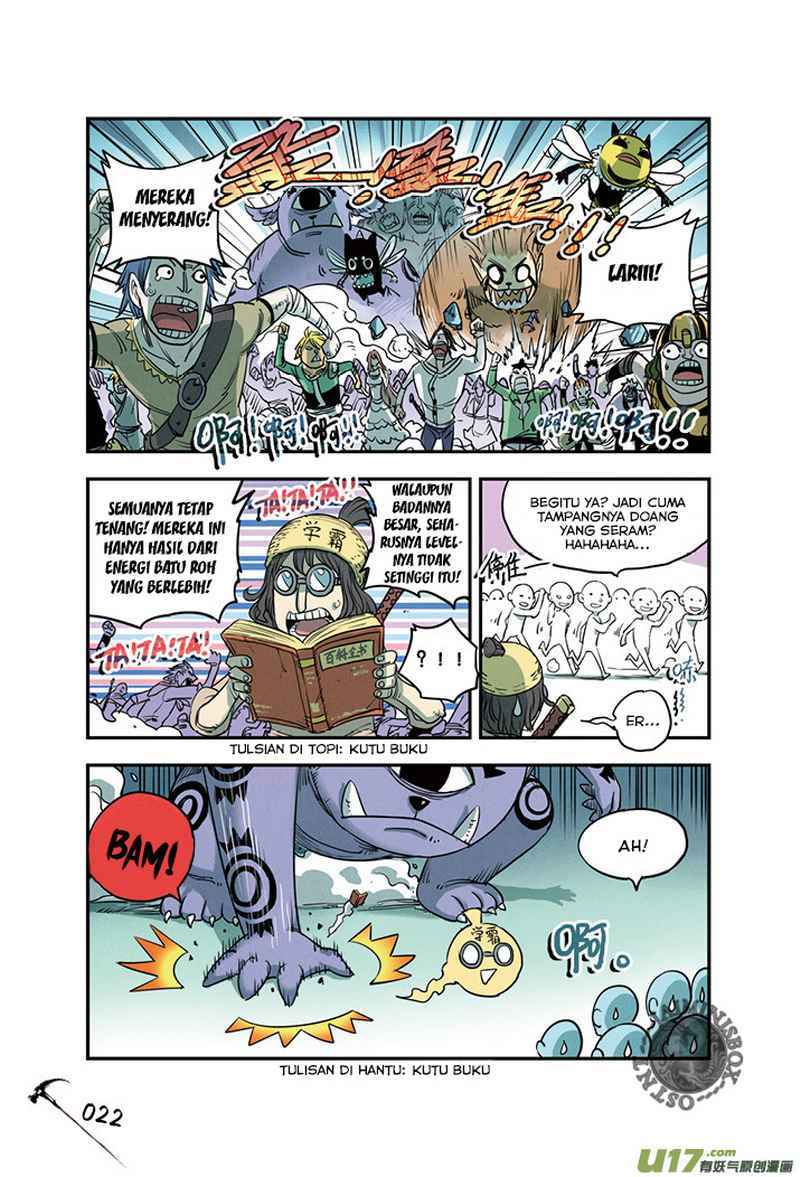 MEREKA
MENYERANG!
LARIII!
啊! 啊! 啊!!
啊! 啊! 啊!!
SEMUANYA TETAP
TENANG! MEREKA INI
HANYA HASIL DARI
ENERGI BATU ROH
YANG BERLEBIH!
TA! TA! TA!!
WALAUPUN
BADANNYA
BESAR, SEHA-
RUSNYA LEVEL-
NYA TIDAK
SETINGGI ITU!
学霸
TA! TA! TA!
百科全书
? ! !
TULSIAN DI TOPI: KUTU BUKU
BEGITU YA? JADI CUMA
TAMPANGNYA DOANG
YANG SERAM?
HAHAHAHA...
ER...
BAM!
AH!
学霸
啊。
TULISAN DI HANTU: KUTU BUKU
022
U17.com
有妖气原创漫画